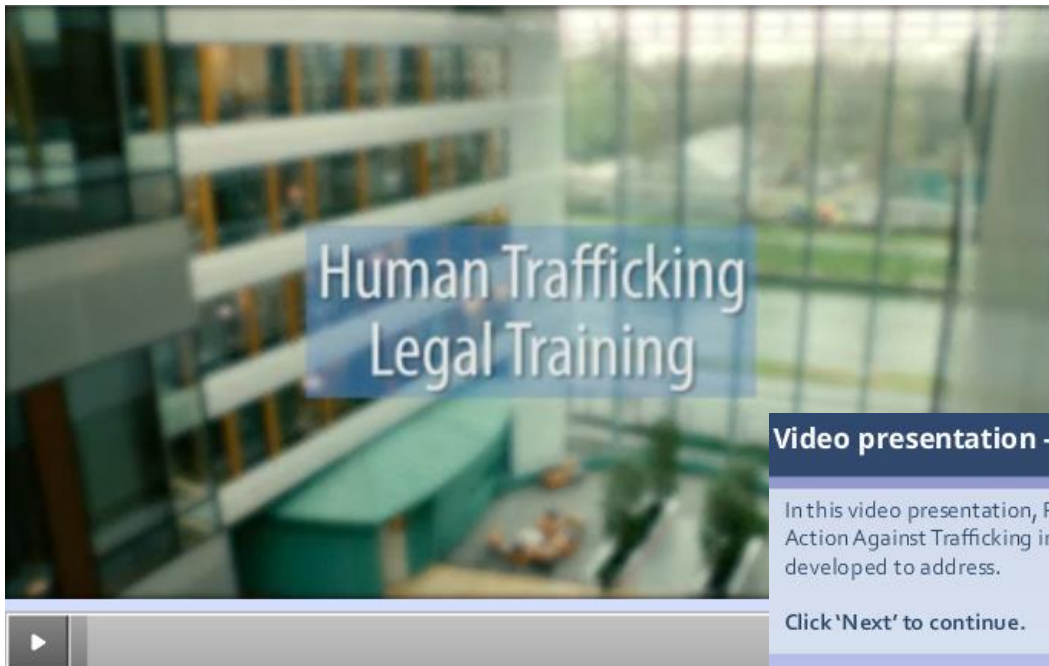 Human Trafficking
Legal Training
Video presentation -
In this video presentation,
Action Against Trafficking
developed to address.
Click ‘Next’ to continue.